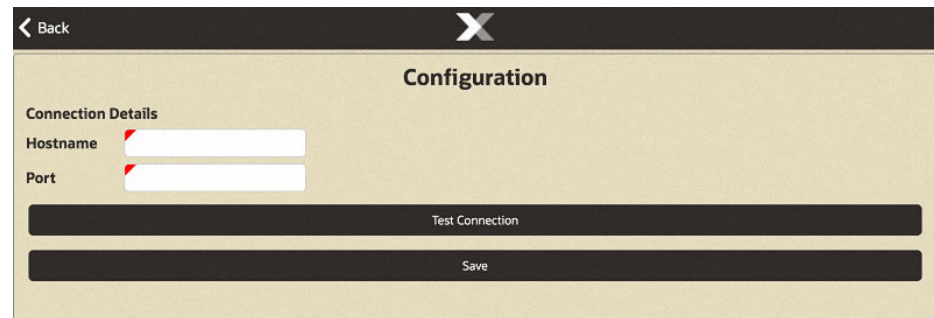 Back
Configuration
Connection Details
Hostname
Port
Test Connection
Save